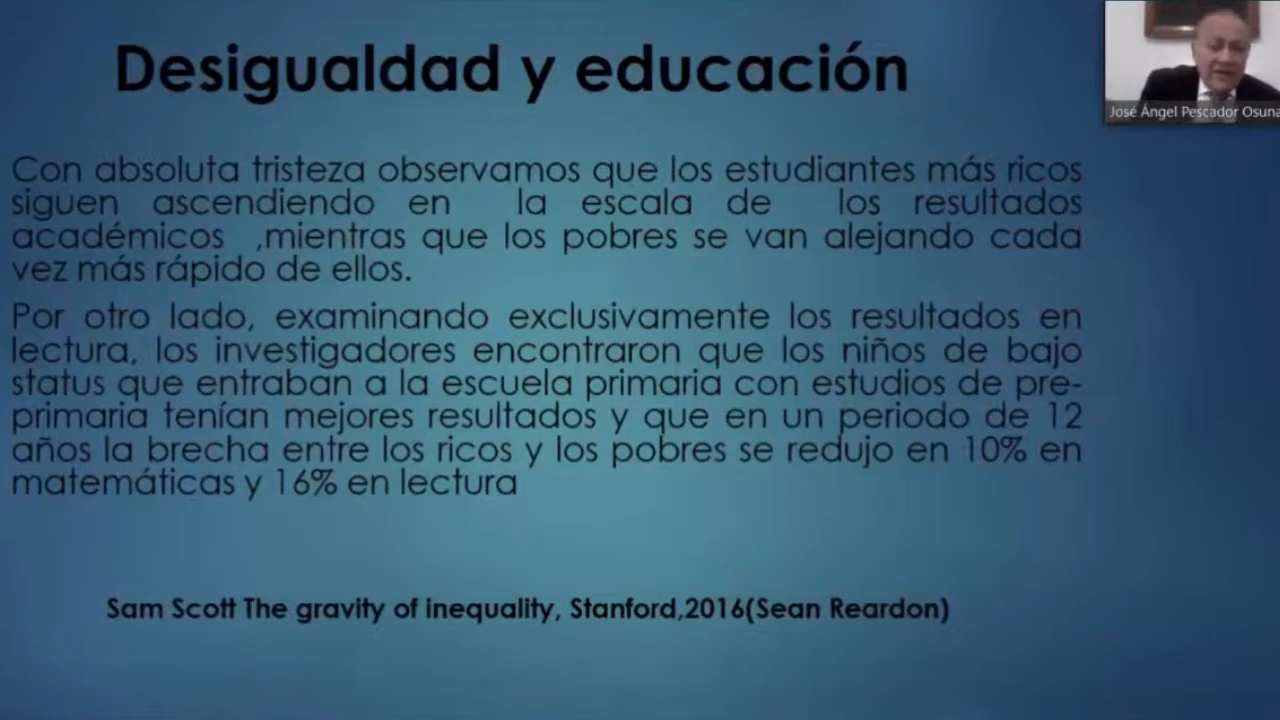 Desigualdad y educación
José Ángel Pescador Osuna
Con absoluta tristeza observamos que los estudiantes más ricos
siguen ascendiendo en la escala de los resultados
académicos ,mientras que los pobres se van alejando cada
vez más rápido de ellos.
Por otro lado, examinando exclusivamente los resultados en
lectura, los investigadores encontraron que los niños de bajo
status que entraban a la escuela primaria con estudios de pre-
primaria tenían mejores resultados y que en un periodo de 12
años la brecha entre los ricos y los pobres se redujo en 10% en
matemáticas y 16% en lectura
Sam Scott The gravity of inequality, Stanford,2016(Sean Reardon)